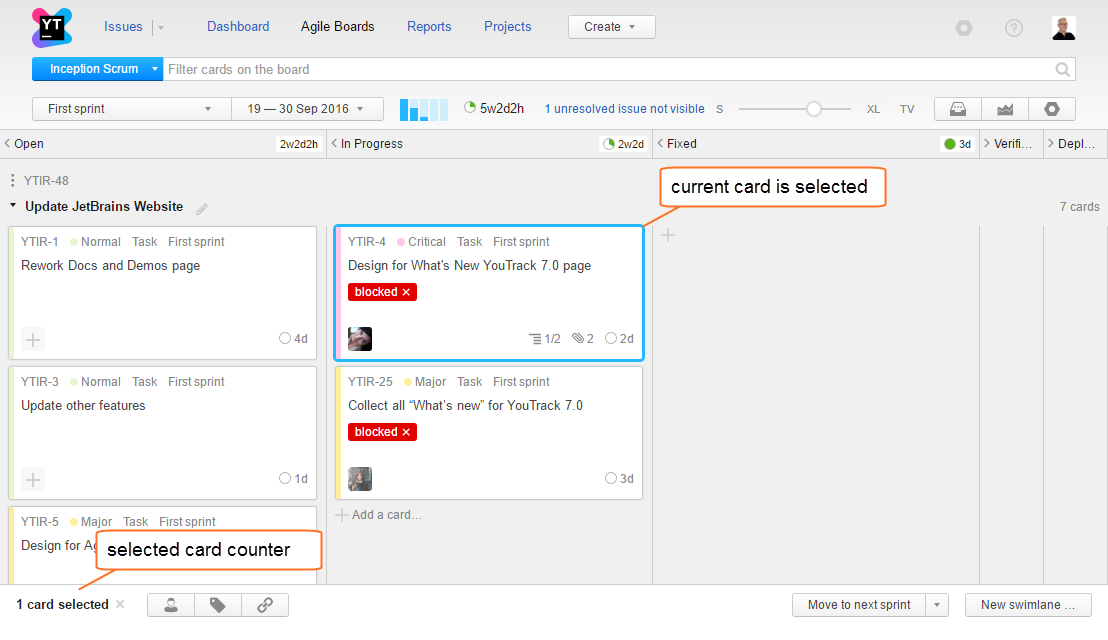 YT
Issues Dashboard Agile Boards Reports Projects Create
Inception Scrum Filter cards on the board
First sprint 19 — 30 Sep 2016 5w2d2h 1 unresolved issue not visible S XL TV
Open 2w2d2h In Progress 2w2d Fixed 3d Verifi... Depl...
YTIR-48
current card is selected
Update JetBrains Website 7 cards
YTIR-1 Normal Task First sprint
Rework Docs and Demos page
4d
YTIR-4 Critical Task First sprint
Design for What's New YouTrack 7.0 page
blocked ×
1/2 2 2d
YTIR-3 Normal Task First sprint
Update other features
1d
YTIR-25 Major Task First sprint
Collect all “What's new” for YouTrack 7.0
blocked ×
3d
Add a card...
YTIR-5 Major Task First sprint
Design for
selected card counter
1 card selected × Move to next sprint New swimlane ...